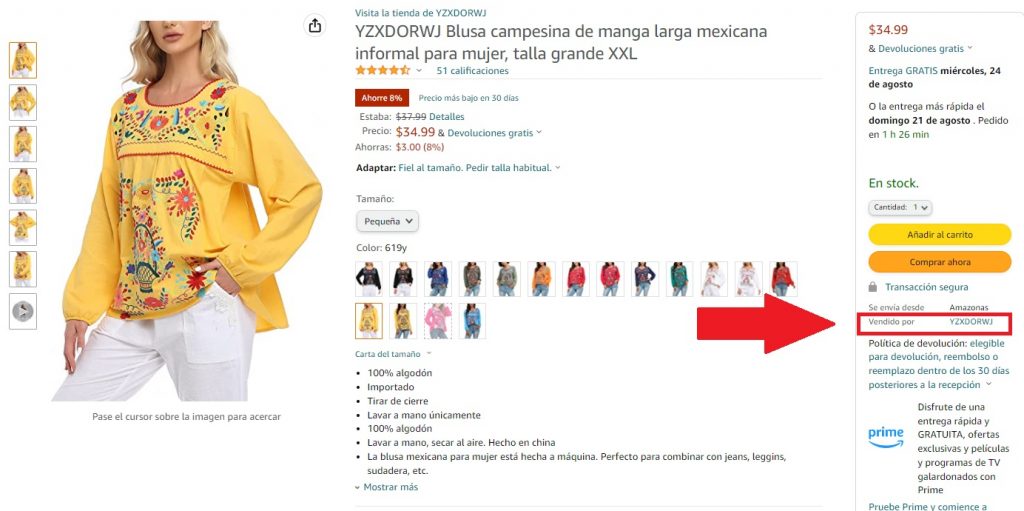 Visita la tienda de YZXDORWJ
YZXDORWJ Blusa campesina de manga larga mexicana
informal para mujer, talla grande XXL
51 calificaciones
Ahorre 8%
Precio más bajo en 30 días
Estaba: $37.99 Detalles
Precio: $34.99 & Devoluciones gratis
Ahorras: $3.00 (8%)
Adaptar: Fiel al tamaño. Pedir talla habitual.
Tamaño:
Pequeña
Color: 619y
Carta del tamaño
100% algodón
Importado
Tirar de cierre
Lavar a mano únicamente
100% algodón
Lavar a mano, secar al aire. Hecho en china
La blusa mexicana para mujer está hecha a máquina. Perfecto para combinar con jeans, leggins,
sudadera, etc.
Mostrar más
Pase el cursor sobre la imagen para acercar
$34.99
& Devoluciones gratis
Entrega GRATIS miércoles, 24
de agosto
O la entrega más rápida el
domingo 21 de agosto . Pedido
en 1 h 26 min
En stock.
Cantidad: 1
Añadir al carrito
Comprar ahora
Transacción segura
Se envía desde Amazonas
Vendido por YZXDORWJ
Política de devolución: elegible
para devolución, reembolso o
reemplazo dentro de los 30 días
posteriores a la recepción
prime
Disfrute de una
entrega rápida y
GRATUITA, ofertas
exclusivas y películas
y programas de TV
galardonados con
Prime
Pruebe Prime y comience a